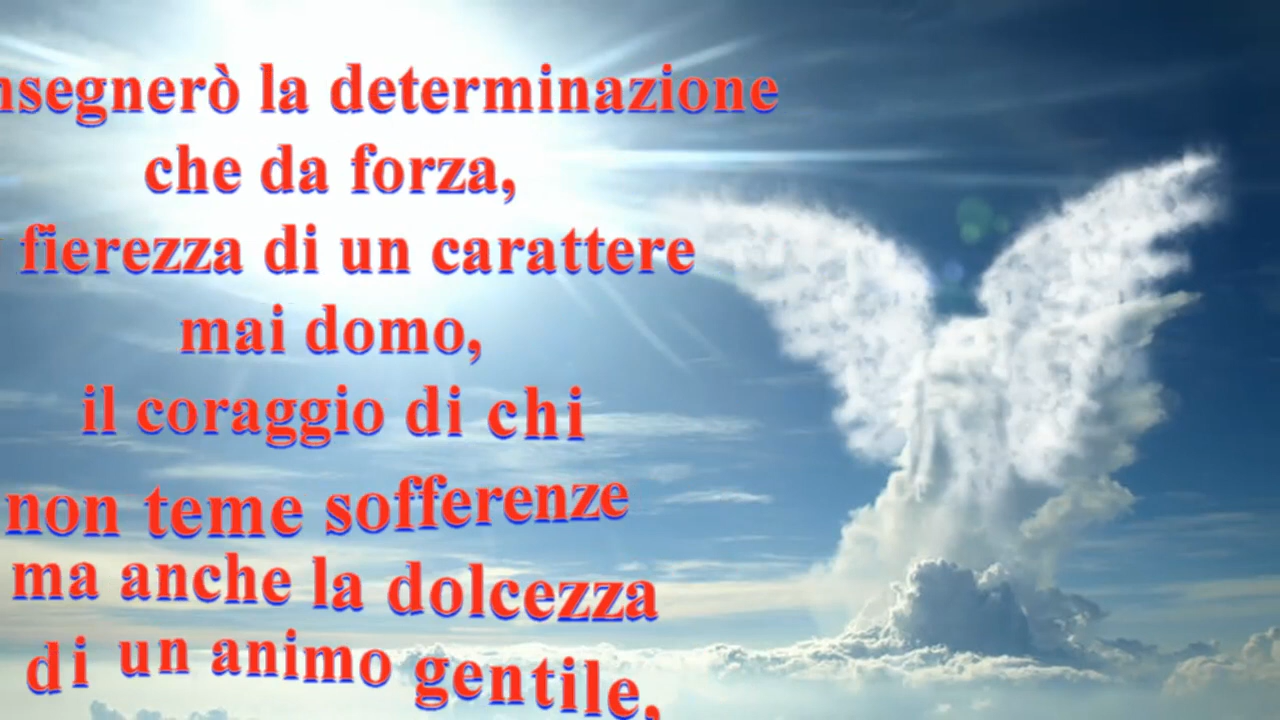 nsegnerò la determinazione
che da forza,
fierezza di un carattere
mai domo,
il coraggio di chi
non teme sofferenze
ma anche la dolcezza
di un animo gentile,